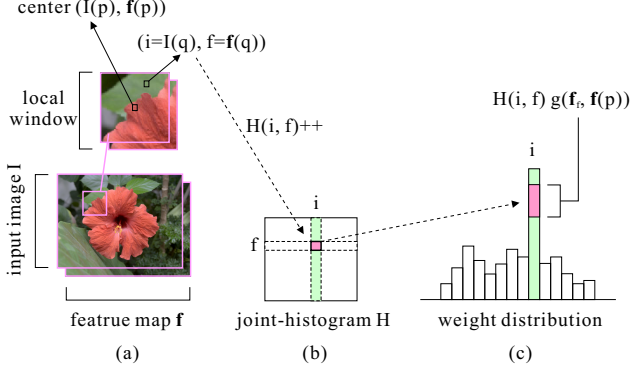 center (I(p), f(p))
(i=I(q), f=f(q))
local
window
H(i, f)++
H(i, f) g(f_f, f(p))
input image I
i
i
f
featrue map f
joint-histogram H
weight distribution
(a)
(b)
(c)